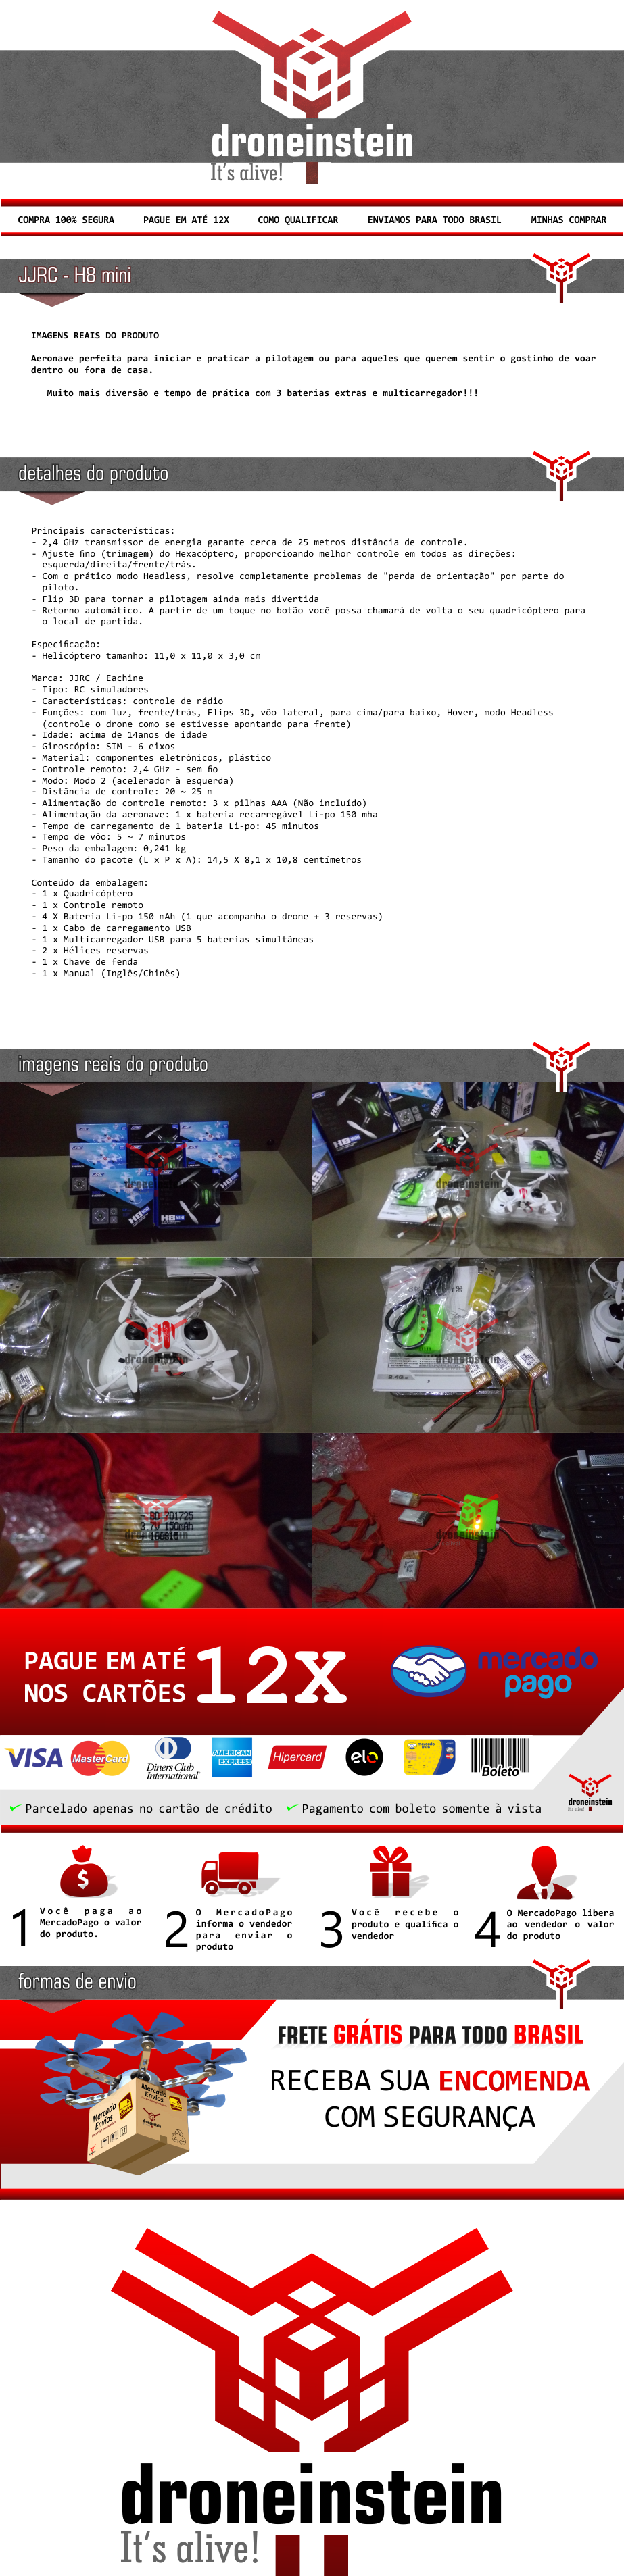 droneinstein
It's alive!
COMPRA 100% SEGURA PAGUE EM ATÉ 12X COMO QUALIFICAR ENVIAMOS PARA TODO BRASIL MINHAS COMPRAR
JJRC - H8 mini
IMAGENS REAIS DO PRODUTO
Aeronave perfeita para iniciar e praticar a pilotagem ou para aqueles que querem sentir o gostinho de voar
dentro ou fora de casa.
Muito mais diversão e tempo de prática com 3 baterias extras e multicarregador!!!
detalhes do produto
Principais características:
- 2,4 GHz transmissor de energia garante cerca de 25 metros distância de controle.
- Ajuste fino (trimagem) do Hexacóptero, proporcioando melhor controle em todos as direções:
esquerda/direita/frente/trás.
- Com o prático modo Headless, resolve completamente problemas de "perda de orientação" por parte do
piloto.
- Flip 3D para tornar a pilotagem ainda mais divertida
- Retorno automático. A partir de um toque no botão você possa chamará de volta o seu quadricóptero para
o local de partida.
Especificação:
- Helicóptero tamanho: 11,0 x 11,0 x 3,0 cm
Marca: JJRC / Eachine
- Tipo: RC simuladores
- Características: controle de rádio
- Funções: com luz, frente/trás, Flips 3D, vôo lateral, para cima/para baixo, Hover, modo Headless
(controle o drone como se estivesse apontando para frente)
- Idade: acima de 14anos de idade
- Giroscópio: SIM - 6 eixos
- Material: componentes eletrônicos, plástico
- Controle remoto: 2,4 GHz - sem fio
- Modo: Modo 2 (acelerador à esquerda)
- Distância de controle: 20 ~ 25 m
- Alimentação do controle remoto: 3 x pilhas AAA (Não incluído)
- Alimentação da aeronave: 1 x bateria recarregável Li-po 150 mha
- Tempo de carregamento de 1 bateria Li-po: 45 minutos
- Tempo de vôo: 5 ~ 7 minutos
- Peso da embalagem: 0,241 kg
- Tamanho do pacote (L x P x A): 14,5 X 8,1 x 10,8 centímetros
Conteúdo da embalagem:
- 1 x Quadricóptero
- 1 x Controle remoto
- 4 X Bateria Li-po 150 mAh (1 que acompanha o drone + 3 reservas)
- 1 x Cabo de carregamento USB
- 1 x Multicarregador USB para 5 baterias simultâneas
- 2 x Hélices reservas
- 1 x Chave de fenda
- 1 x Manual (Inglês/Chinês)
imagens reais do produto
H8
droneinstein
droneinstein
droneinstein
droneinstein
BD 701725
3.7V 150mAh
droneinstein
droneinstein
PAGUE EM ATÉ
NOS CARTÕES
12X
mercado
pago
VISA MasterCard Diners Club International AMERICAN EXPRESS Hipercard elo Boleto
Parcelado apenas no cartão de crédito Pagamento com boleto somente à vista
droneinstein
It's alive!
1 Você paga ao
MercadoPago o valor
do produto.
2 O MercadoPago
informa o vendedor
para enviar o
produto
3 Você recebe o
produto e qualifica o
vendedor
4 O MercadoPago libera
ao vendedor o valor
do produto
formas de envio
FRETE GRÁTIS PARA TODO BRASIL
RECEBA SUA ENCOMENDA
COM SEGURANÇA
Mercado
Envios
Mercado
Envios
droneinstein
It's alive!